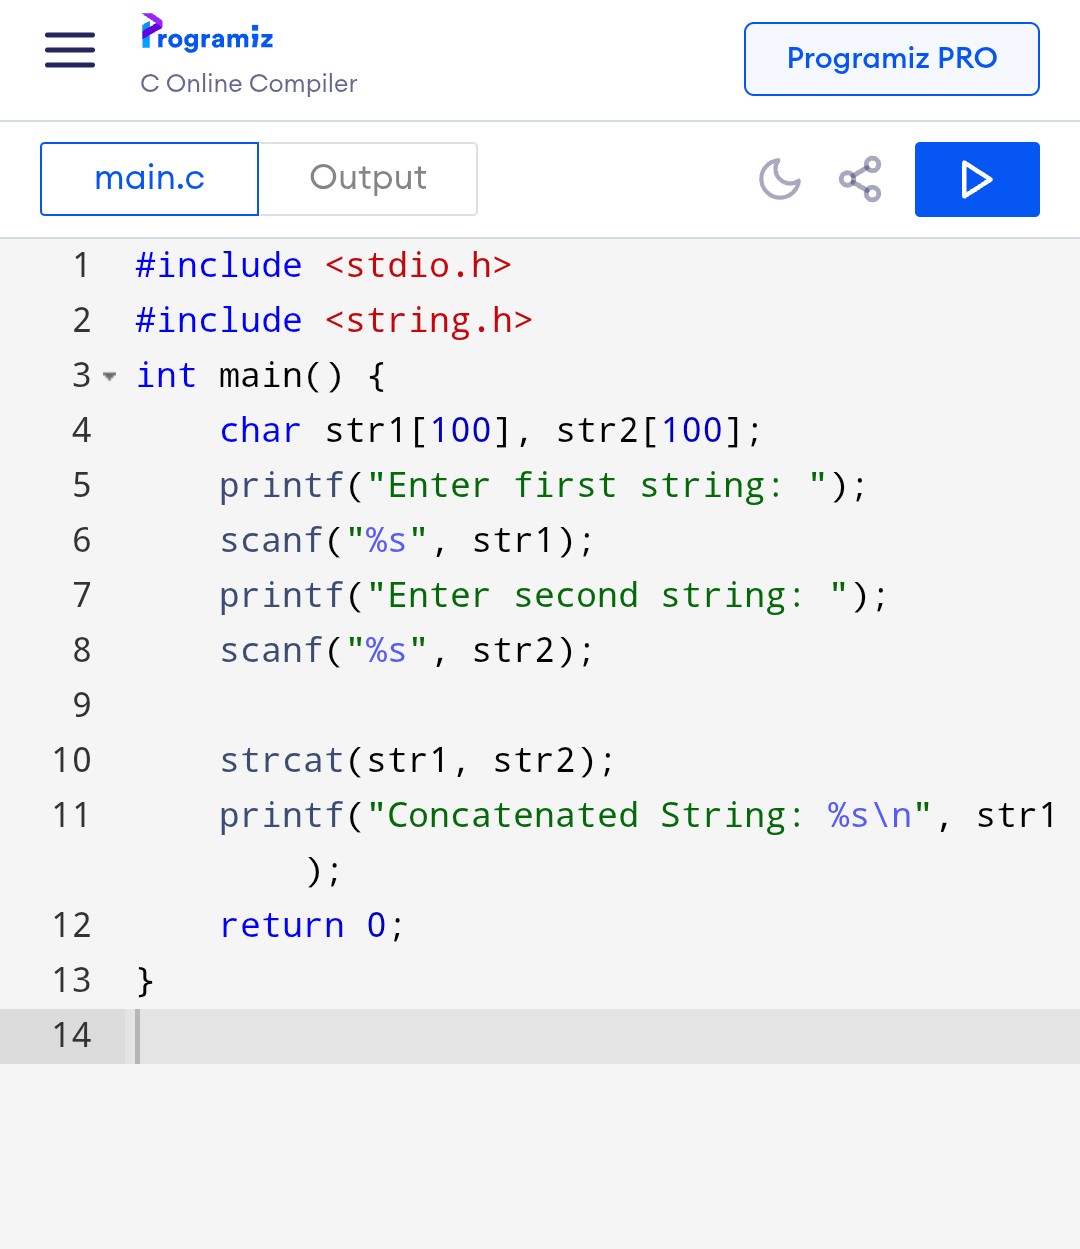 Programiz
C Online Compiler
Programiz PRO
main.c
Output
1 #include <stdio.h>
2 #include <string.h>
3 int main() {
4     char str1[100], str2[100];
5     printf("Enter first string: ");
6     scanf("%s", str1);
7     printf("Enter second string: ");
8     scanf("%s", str2);
9
10     strcat(str1, str2);
11     printf("Concatenated String: %s\n", str1
);
12     return 0;
13 }
14